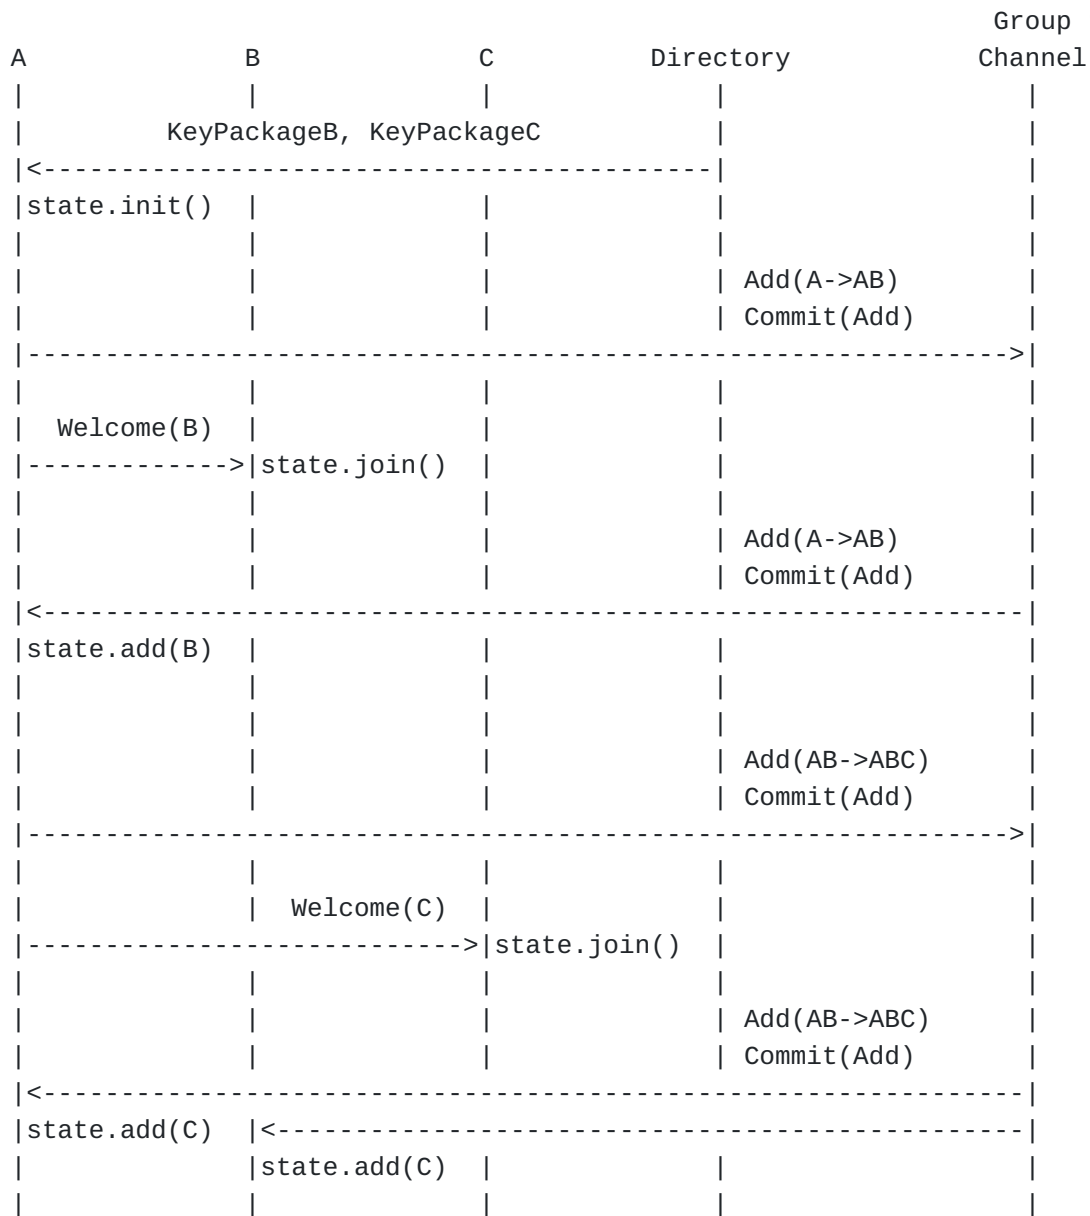 Group
A              B              C          Directory            Channel
|              |              |              |                   |
|         KeyPackageB, KeyPackageC           |                   |
|<-------------------------------------------|                   |
|state.init()  |              |              |                   |
|              |              |              |                   |
|              |              |              | Add(A->AB)        |
|              |              |              | Commit(Add)       |
|--------------------------------------------------------------->|
|              |              |              |                   |
|  Welcome(B)  |              |              |                   |
|------------->|state.join()  |              |                   |
|              |              |              |                   |
|              |              |              | Add(A->AB)        |
|              |              |              | Commit(Add)       |
|<---------------------------------------------------------------|
|state.add(B)  |              |              |                   |
|              |              |              |                   |
|              |              |              |                   |
|              |              |              | Add(AB->ABC)      |
|              |              |              | Commit(Add)       |
|--------------------------------------------------------------->|
|              |              |              |                   |
|              |  Welcome(C)  |              |                   |
|---------------------------->|state.join()  |                   |
|              |              |              |                   |
|              |              |              | Add(AB->ABC)      |
|              |              |              | Commit(Add)       |
|<---------------------------------------------------------------|
|state.add(C)  |<------------------------------------------------|
|              |state.add(C)  |              |                   |
|              |              |              |                   |